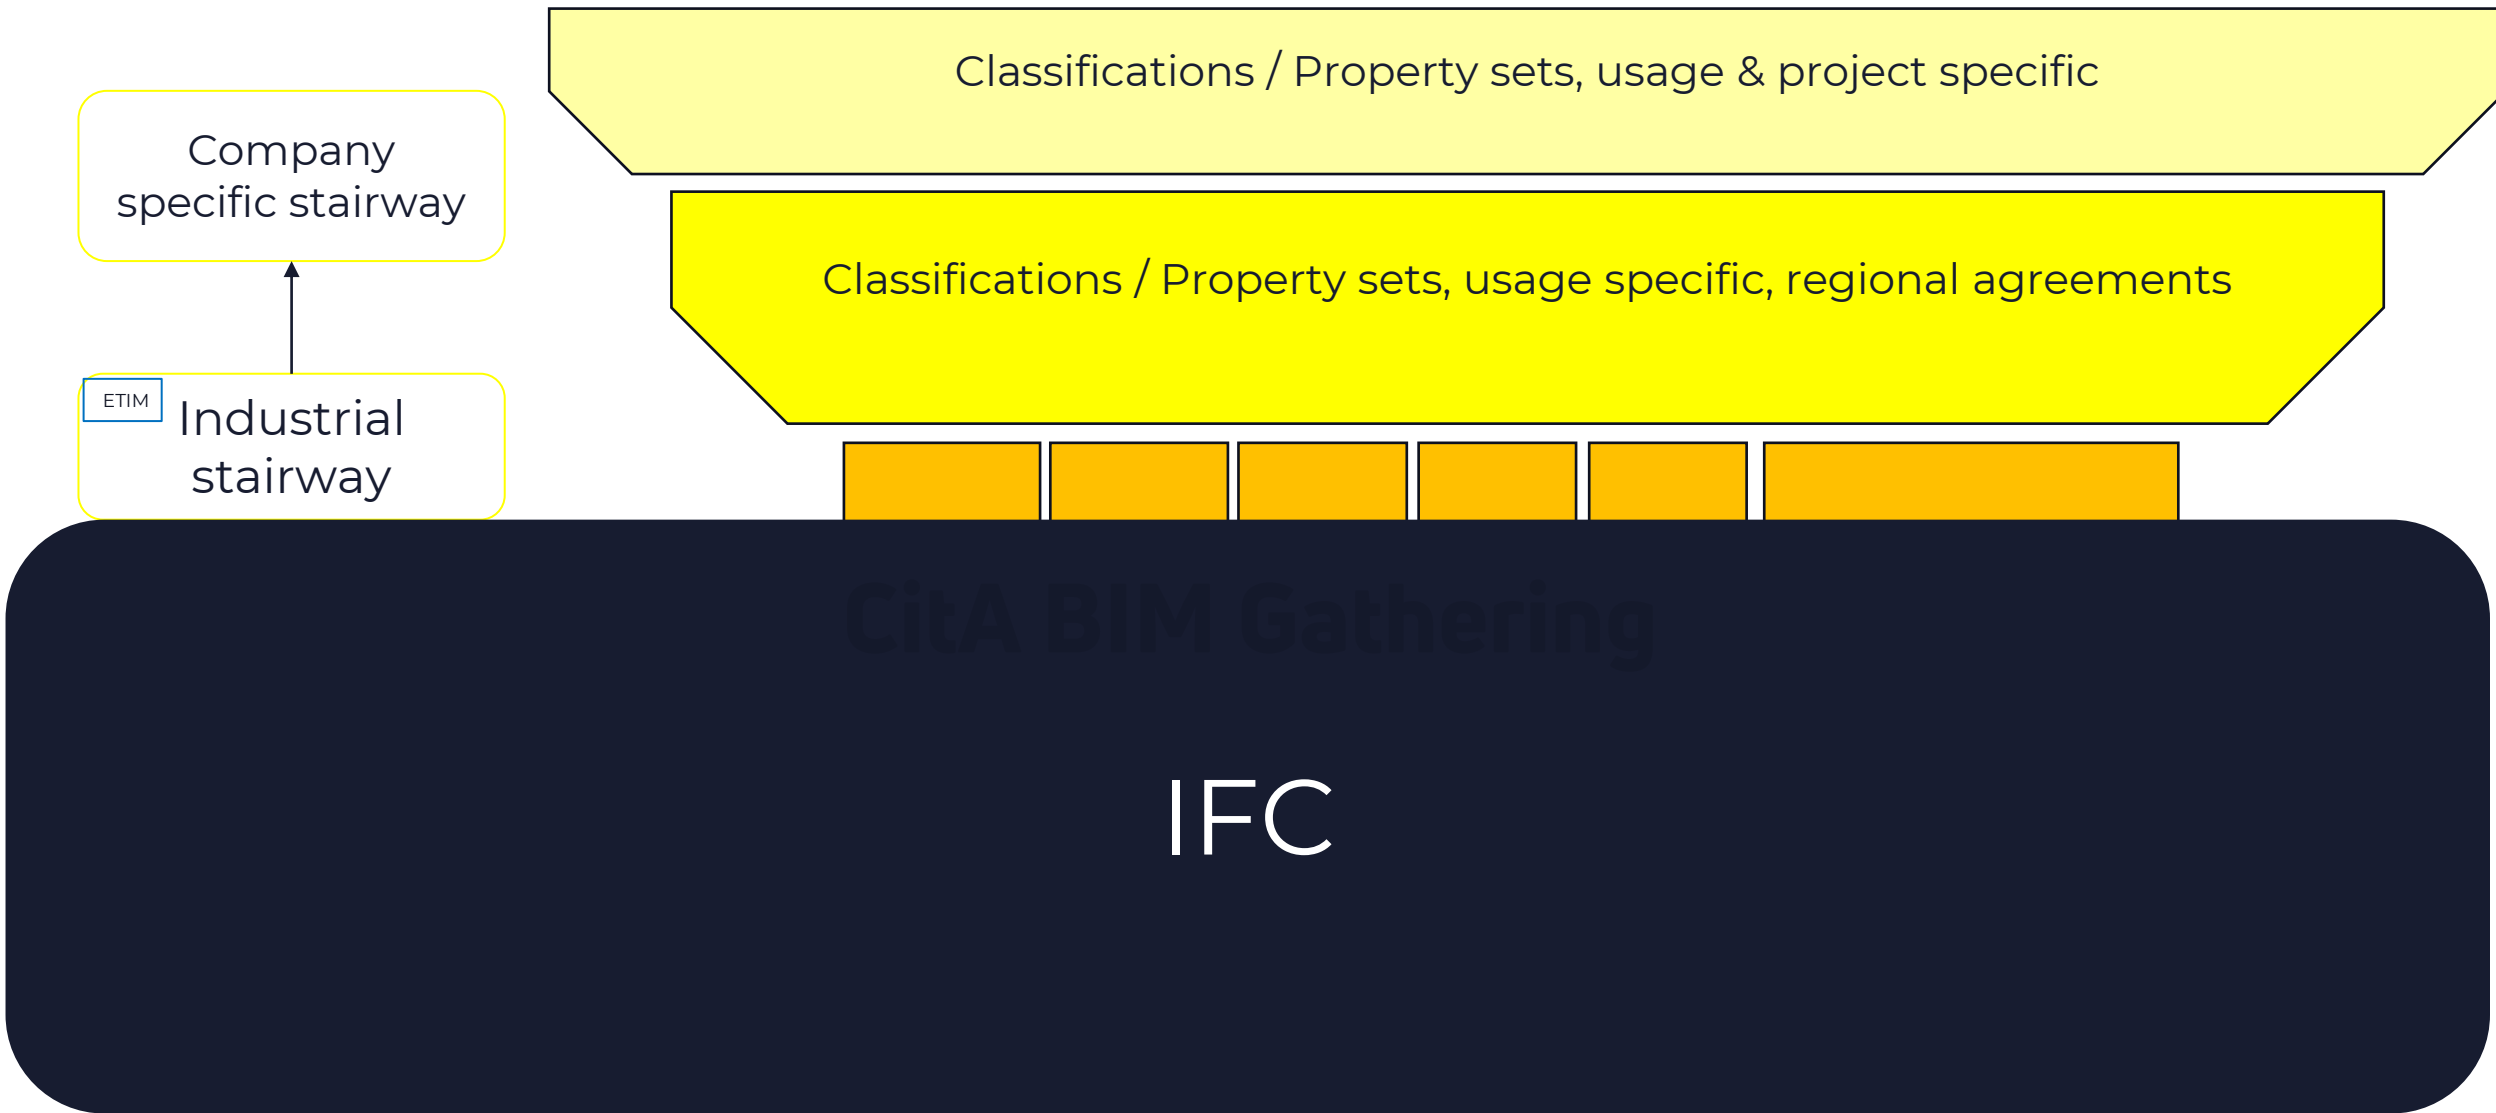 Classifications / Property sets, usage & project specific
Company
specific stairway
Classifications / Property sets, usage specific, regional agreements
ETIM
Industrial
stairway
CitA BIM Gathering
IFC